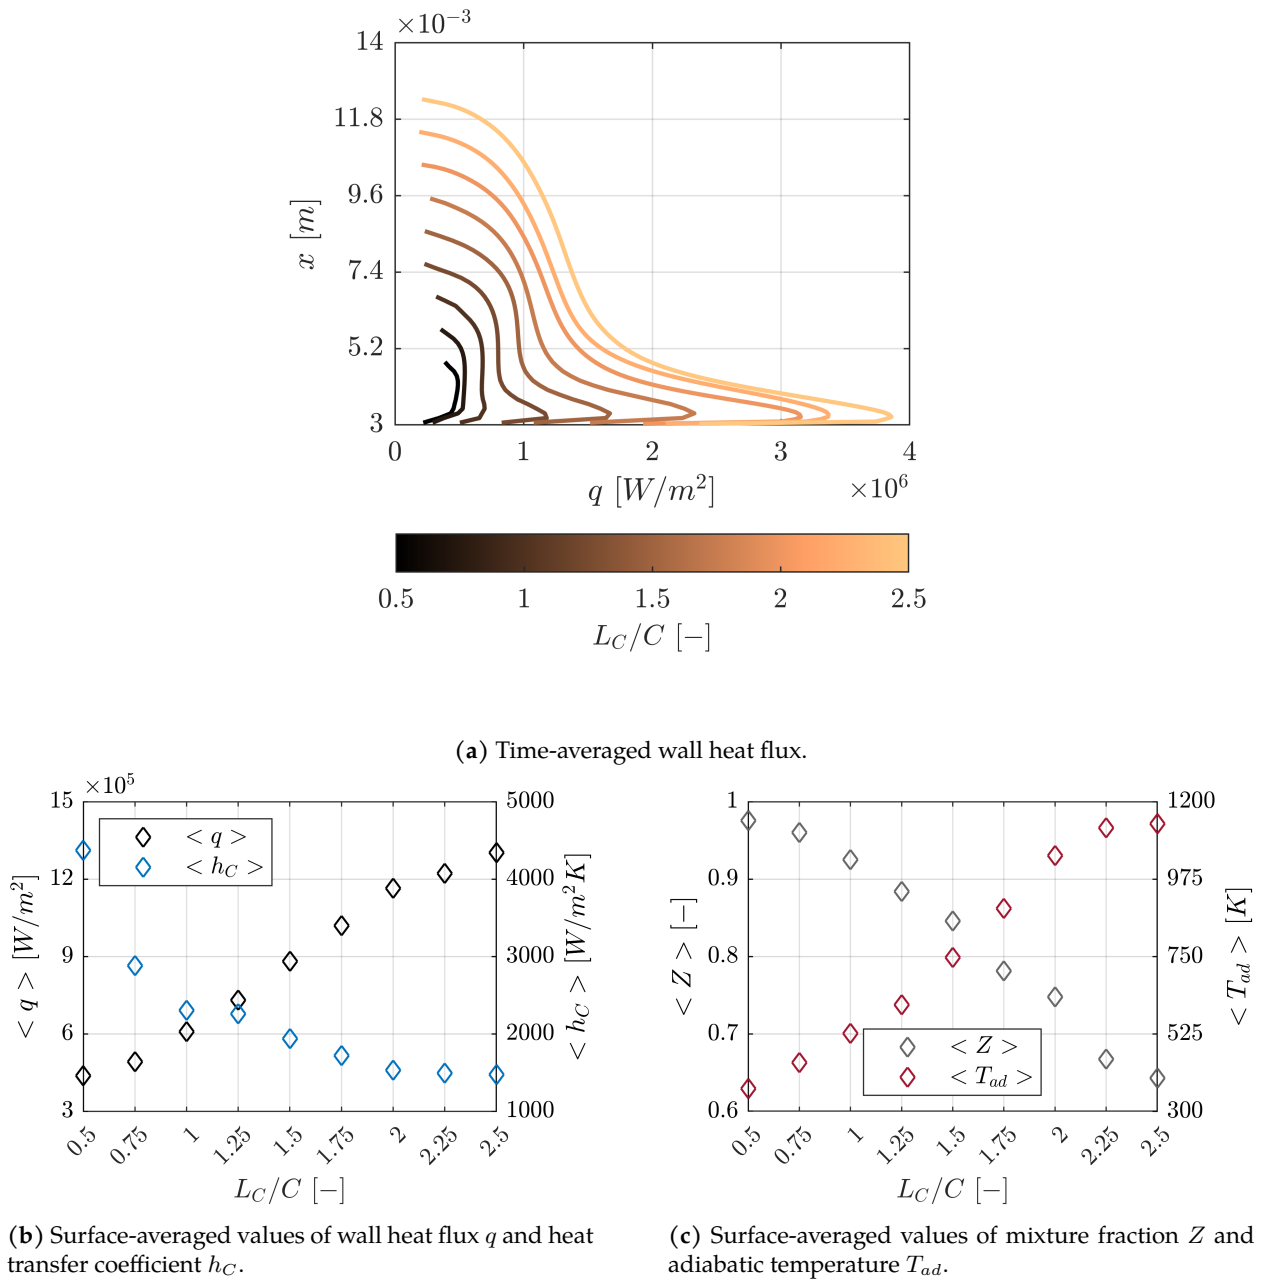 ×10⁻³
14
11.8
9.6
7.4
5.2
3
x [m]
0 1 2 3 4
q [W/m²] ×10⁶
0.5 1 1.5 2 2.5
L_C/C [−]
(a) Time-averaged wall heat flux.
×10⁵
15
12
9
6
3
< q > [W/m²]
< q >
< h_C >
5000
4000
3000
2000
1000
< h_C > [W/m²K]
0.5 0.75 1 1.25 1.5 1.75 2 2.25 2.5
L_C/C [−]
(b) Surface-averaged values of wall heat flux q and heat
transfer coefficient h_C.
1
0.9
0.8
0.7
0.6
< Z > [−]
< Z >
< T_ad >
1200
975
750
525
300
< T_ad > [K]
0.5 0.75 1 1.25 1.5 1.75 2 2.25 2.5
L_C/C [−]
(c) Surface-averaged values of mixture fraction Z and
adiabatic temperature T_ad.